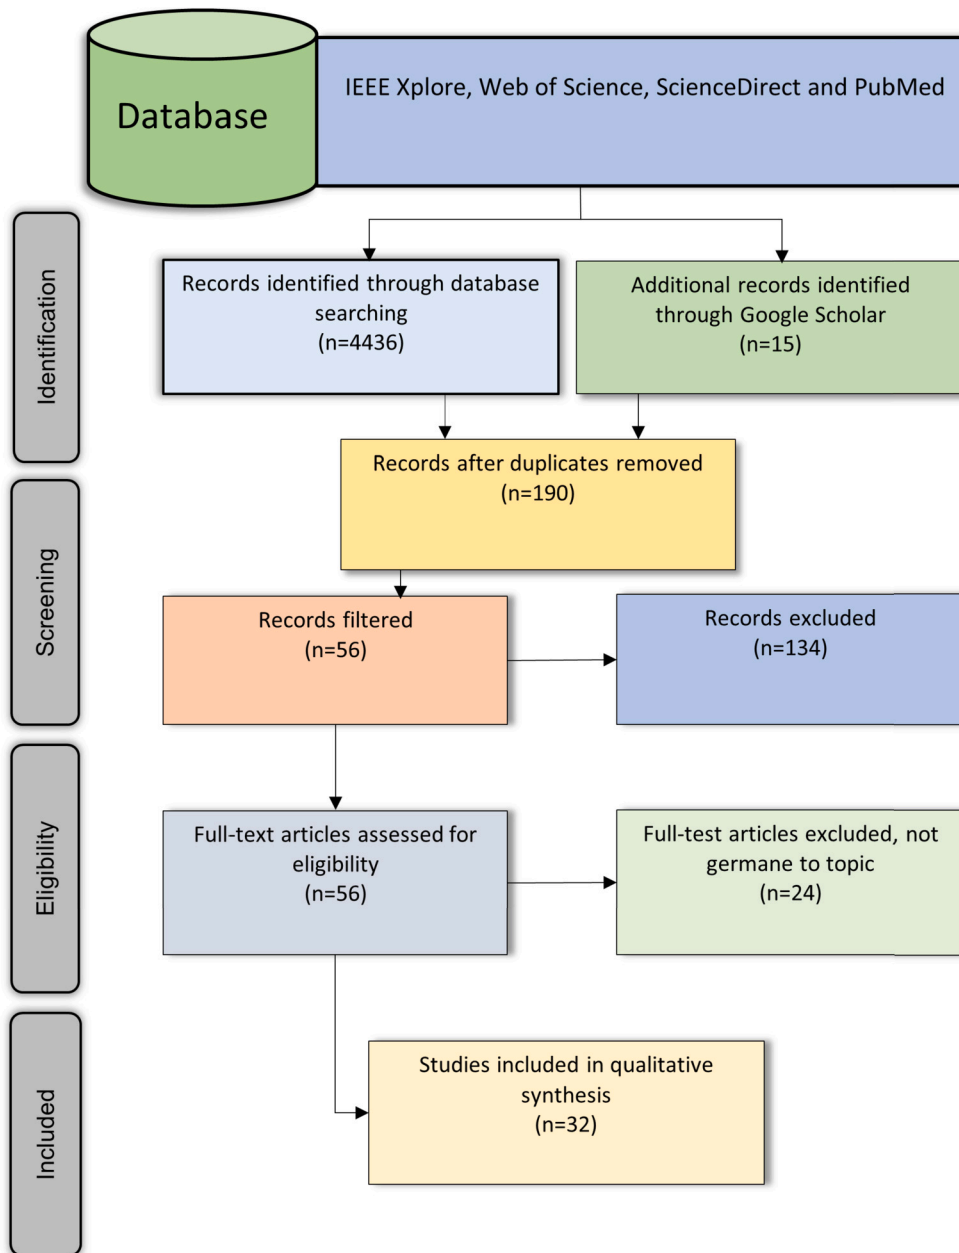 Database
IEEE Xplore, Web of Science, ScienceDirect and PubMed
Identification
Records identified through database
searching
(n=4436)
Additional records identified
through Google Scholar
(n=15)
Records after duplicates removed
(n=190)
Screening
Records filtered
(n=56)
Records excluded
(n=134)
Eligibility
Full-text articles assessed for
eligibility
(n=56)
Full-test articles excluded, not
germane to topic
(n=24)
Included
Studies included in qualitative
synthesis
(n=32)